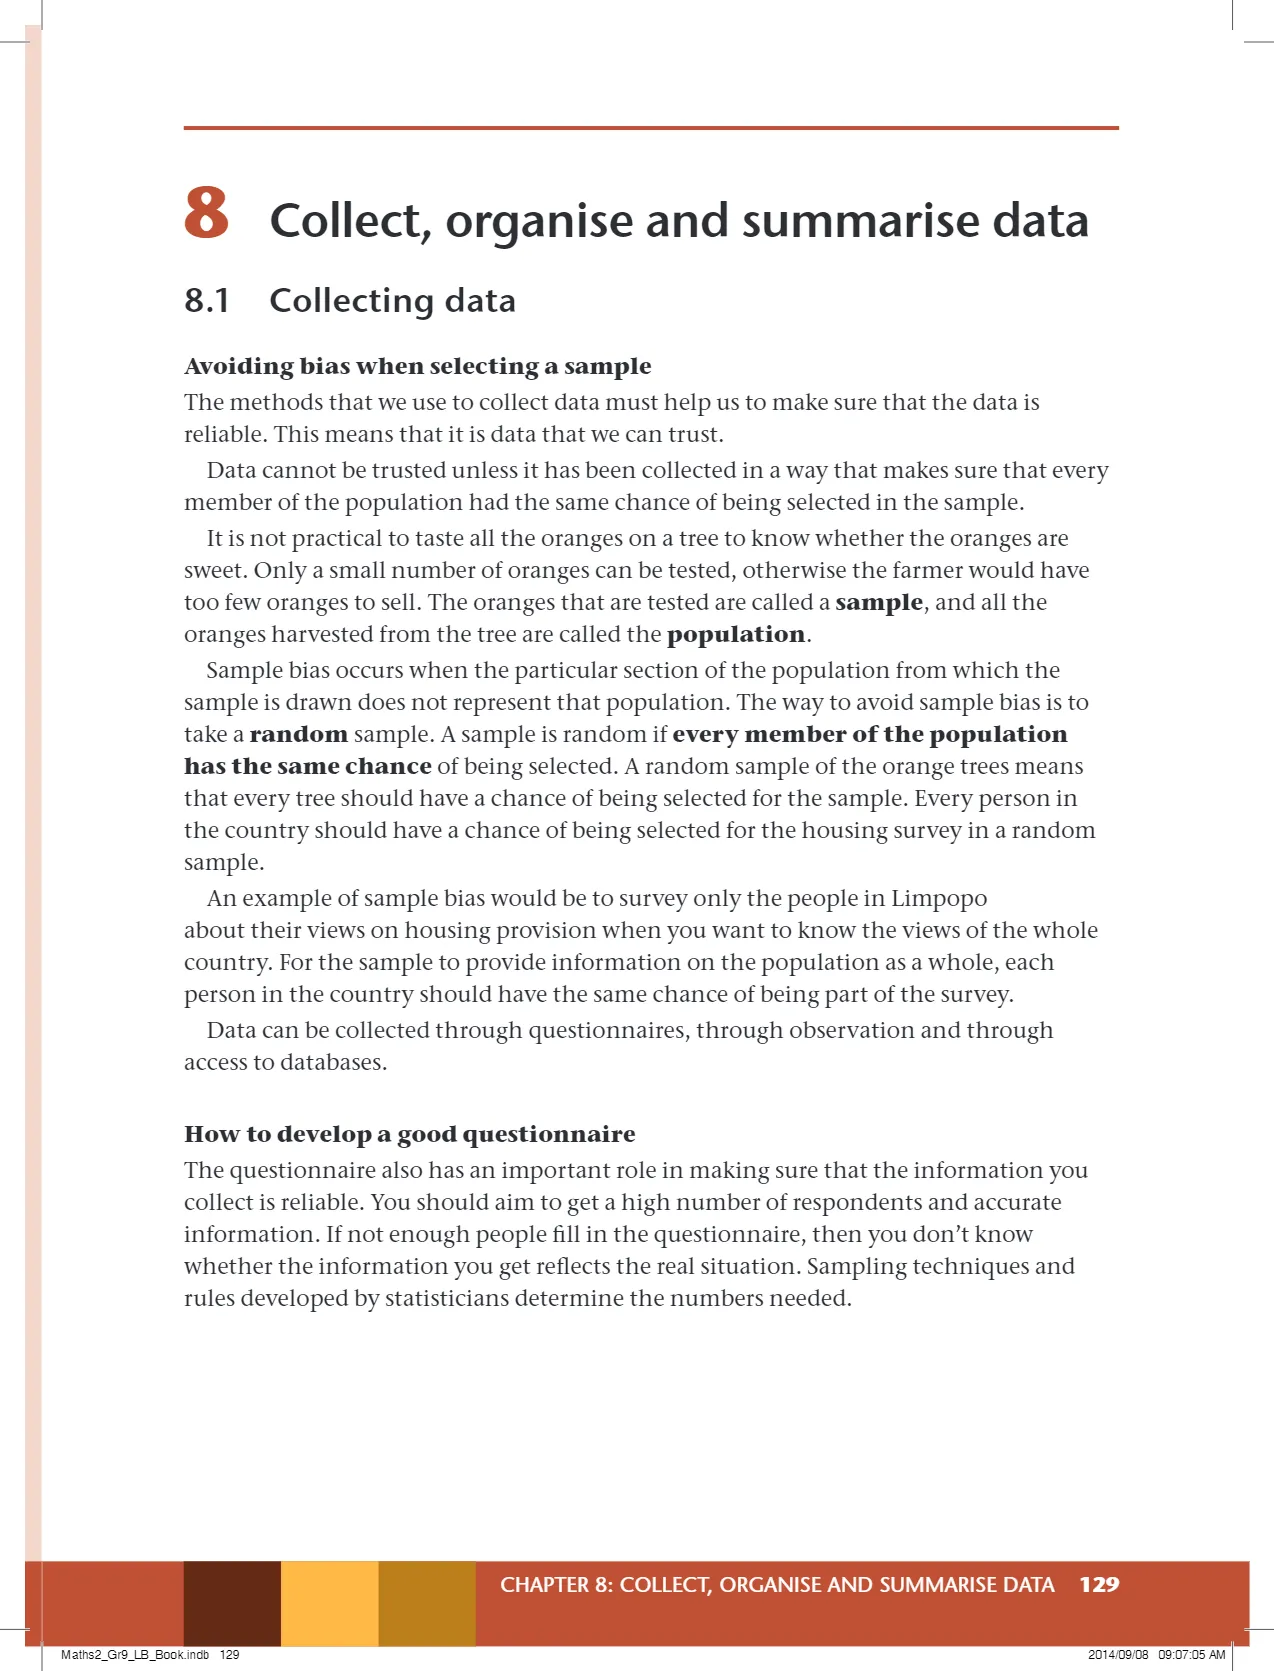 8 Collect, organise and summarise data
8.1 Collecting data
Avoiding bias when selecting a sample
The methods that we use to collect data must help us to make sure that the data is
reliable. This means that it is data that we can trust.
Data cannot be trusted unless it has been collected in a way that makes sure that every
member of the population had the same chance of being selected in the sample.
It is not practical to taste all the oranges on a tree to know whether the oranges are
sweet. Only a small number of oranges can be tested, otherwise the farmer would have
too few oranges to sell. The oranges that are tested are called a sample, and all the
oranges harvested from the tree are called the population.
Sample bias occurs when the particular section of the population from which the
sample is drawn does not represent that population. The way to avoid sample bias is to
take a random sample. A sample is random if every member of the population
has the same chance of being selected. A random sample of the orange trees means
that every tree should have a chance of being selected for the sample. Every person in
the country should have a chance of being selected for the housing survey in a random
sample.
An example of sample bias would be to survey only the people in Limpopo
about their views on housing provision when you want to know the views of the whole
country. For the sample to provide information on the population as a whole, each
person in the country should have the same chance of being part of the survey.
Data can be collected through questionnaires, through observation and through
access to databases.
How to develop a good questionnaire
The questionnaire also has an important role in making sure that the information you
collect is reliable. You should aim to get a high number of respondents and accurate
information. If not enough people fill in the questionnaire, then you don't know
whether the information you get reflects the real situation. Sampling techniques and
rules developed by statisticians determine the numbers needed.
CHAPTER 8: COLLECT, ORGANISE AND SUMMARISE DATA 129
Maths2_Gr9_LB_Book.indb 129 2014/09/08 09:07:05 AM